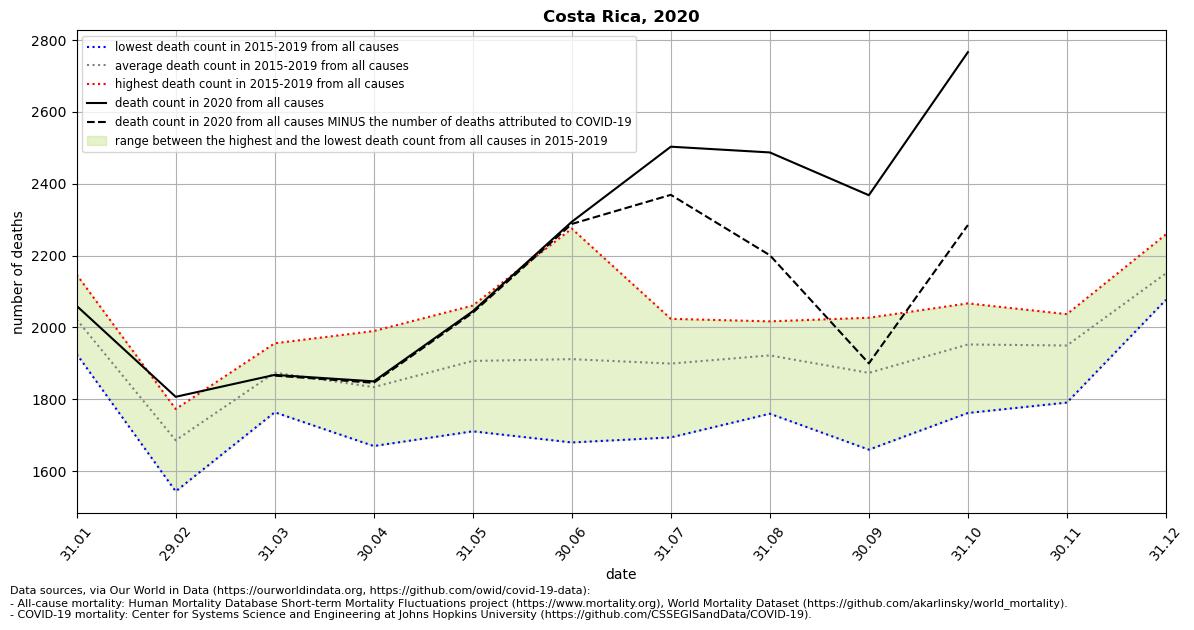 Costa Rica, 2020
lowest death count in 2015-2019 from all causes
average death count in 2015-2019 from all causes
highest death count in 2015-2019 from all causes
death count in 2020 from all causes
death count in 2020 from all causes MINUS the number of deaths attributed to COVID-19
range between the highest and the lowest death count from all causes in 2015-2019
number of deaths
2800
2600
2400
2200
2000
1800
1600
31.01
29.02
31.03
30.04
31.05
30.06
31.07
31.08
30.09
31.10
30.11
31.12
date
Data sources, via Our World in Data (https://ourworldindata.org, https://github.com/owid/covid-19-data):
- All-cause mortality: Human Mortality Database Short-term Mortality Fluctuations project (https://www.mortality.org), World Mortality Dataset (https://github.com/akarlinsky/world_mortality).
- COVID-19 mortality: Center for Systems Science and Engineering at Johns Hopkins University (https://github.com/CSSEGISandData/COVID-19).